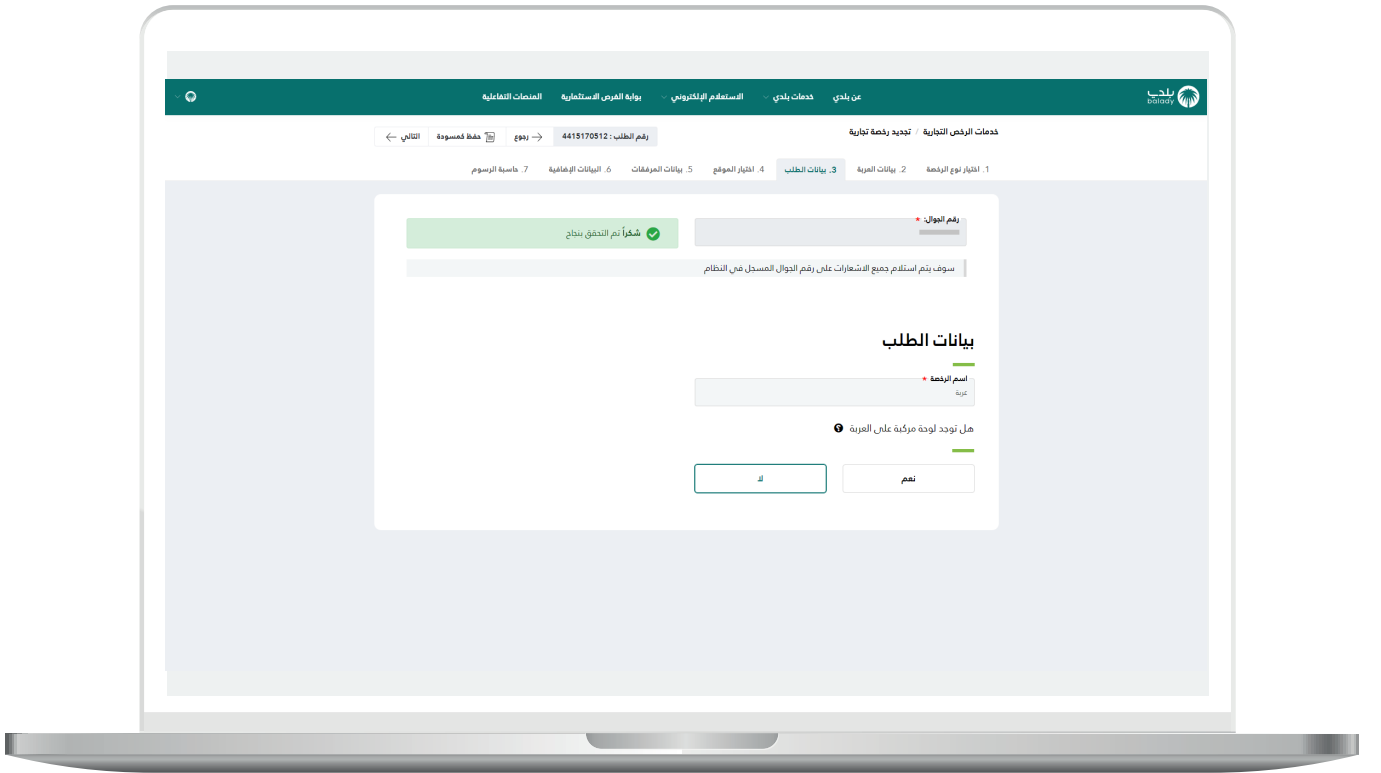 بلدي
balady
عن بلدي
خدمات بلدي
الاستعلام الإلكتروني
بوابة الفرص الاستثمارية
المنصات التفاعلية
خدمات الرخص التجارية / تجديد رخصة تجارية
رقم الطلب : 4415170512
رجوع
حفظ كمسودة
التالي
1. اختيار نوع الرخصة
2. بيانات العربة
3. بيانات الطلب
4. اختيار الموقع
5. بيانات المرفقات
6. البيانات الإضافية
7. حاسبة الرسوم
رقم الجوال: *
شكراً تم التحقق بنجاح
سوف يتم استلام جميع الاشعارات على رقم الجوال المسجل في النظام
بيانات الطلب
اسم الرخصة *
عربة
هل توجد لوحة مركبة على العربة ؟
نعم
لا